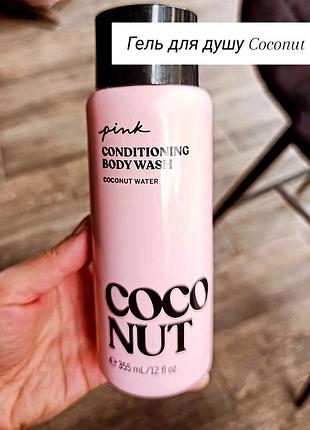 Гель для душу Coconut
pink
CONDITIONING
BODY WASH
COCONUT WATER
COCO
NUT
℮ 355 mL/12 fl oz